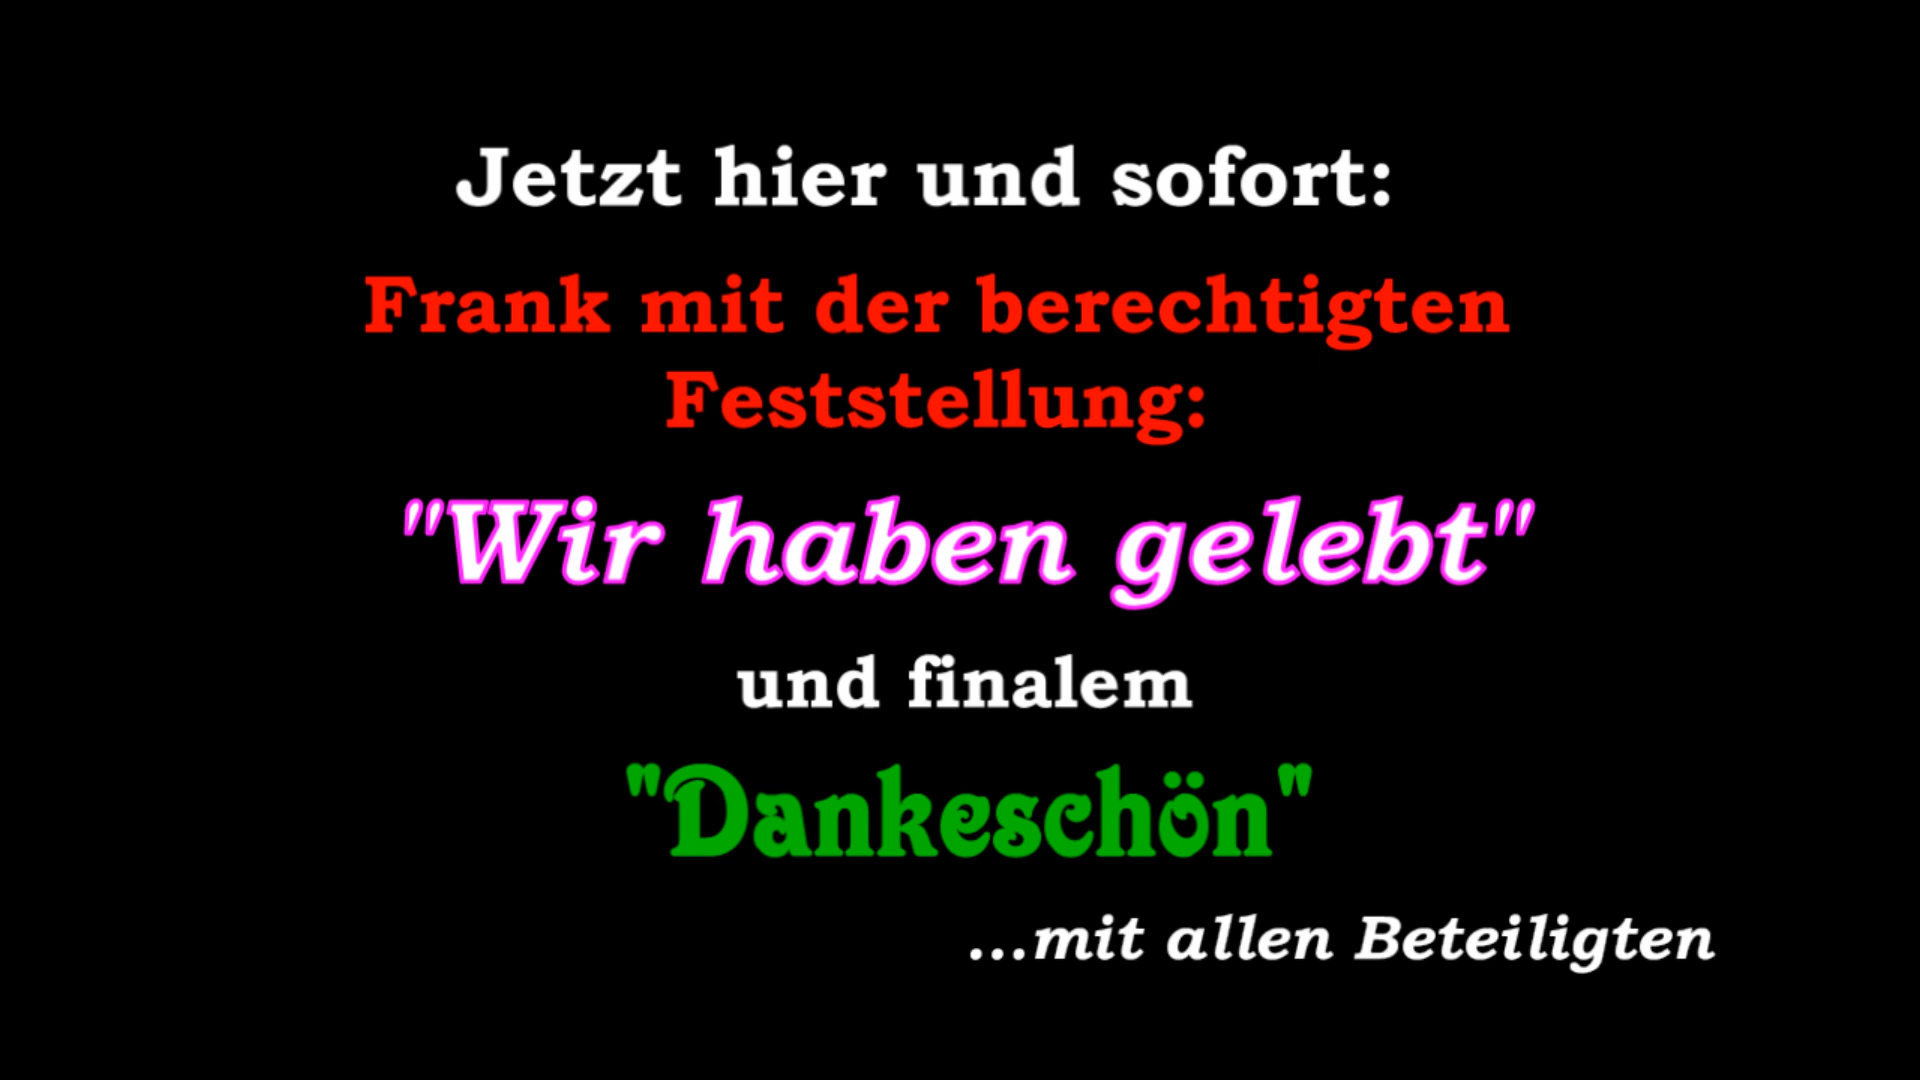 Jetzt hier und sofort:
Frank mit der berechtigten
Feststellung:
"Wir haben gelebt"
und finalem
"Dankeschön"
...mit allen Beteiligten